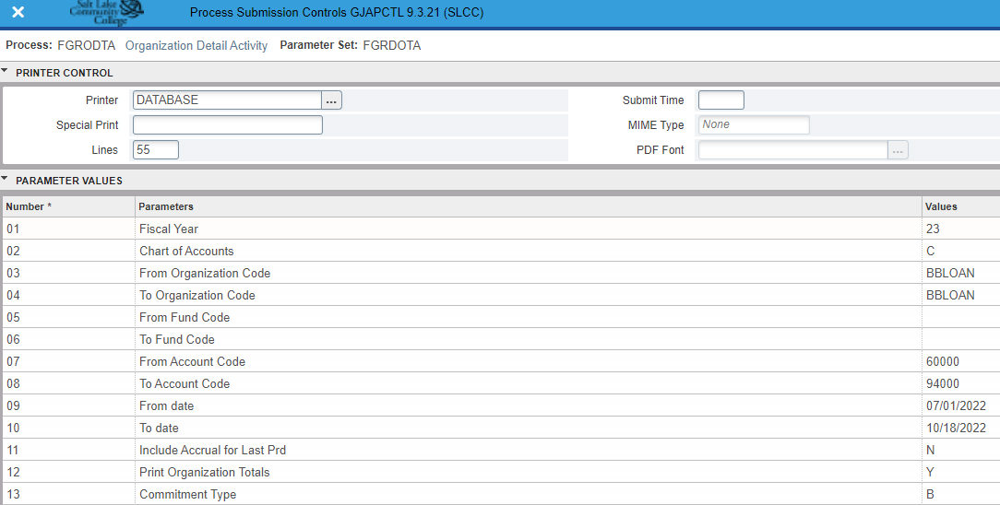 Salt Lake
Community
College
Process Submission Controls GJAPCTL 9.3.21 (SLCC)
Process: FGRODTA Organization Detail Activity Parameter Set: FGRDOTA
PRINTER CONTROL
Printer DATABASE ... Submit Time
Special Print MIME Type None
Lines 55 PDF Font ...
PARAMETER VALUES
Number * Parameters Values
01 Fiscal Year 23
02 Chart of Accounts C
03 From Organization Code BBLOAN
04 To Organization Code BBLOAN
05 From Fund Code
06 To Fund Code
07 From Account Code 60000
08 To Account Code 94000
09 From date 07/01/2022
10 To date 10/18/2022
11 Include Accrual for Last Prd N
12 Print Organization Totals Y
13 Commitment Type B